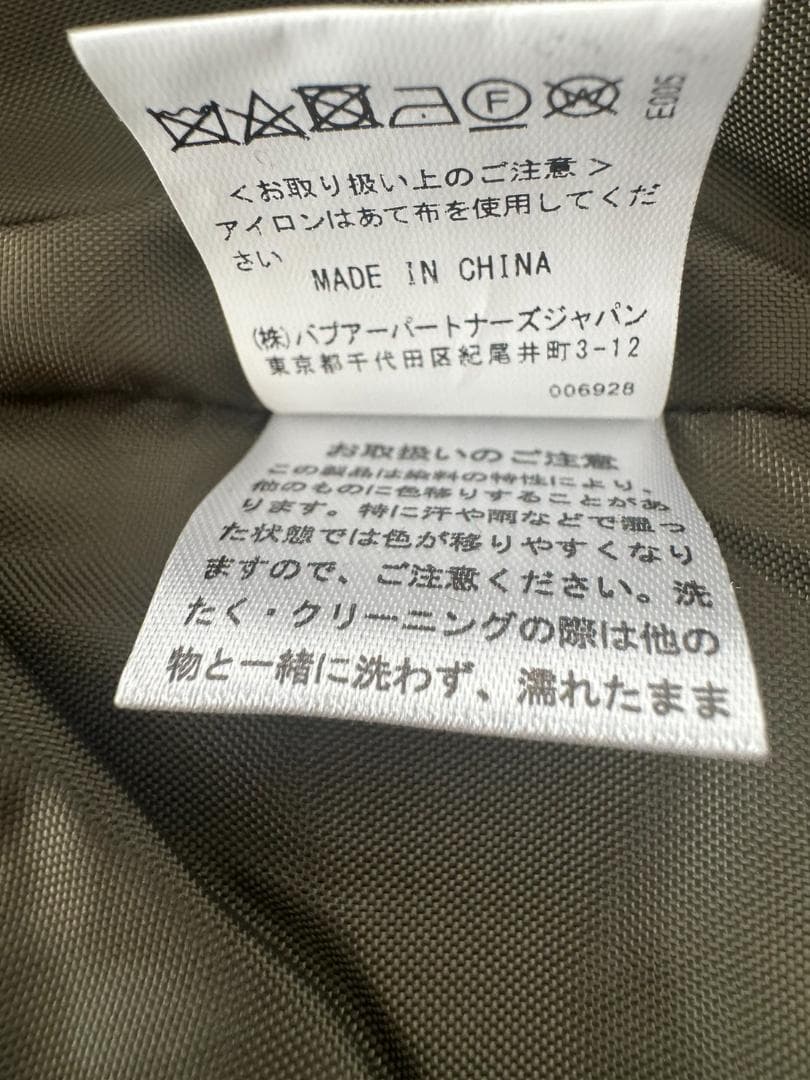 F
W
E005
＜お取り扱い上のご注意＞
アイロンはあて布を使用してくだ
さい
MADE IN CHINA
(株)バブアーパートナーズジャパン
東京都千代田区紀尾井町3-12
006928
お取扱いのご注意
この製品は染料の特性により、
他のものに色移りすることがあ
ります。特に汗や雨などで湿っ
た状態では色が移りやすくなり
ますので、ご注意ください。洗
たく・クリーニングの際は他の
物と一緒に洗わず、濡れたまま